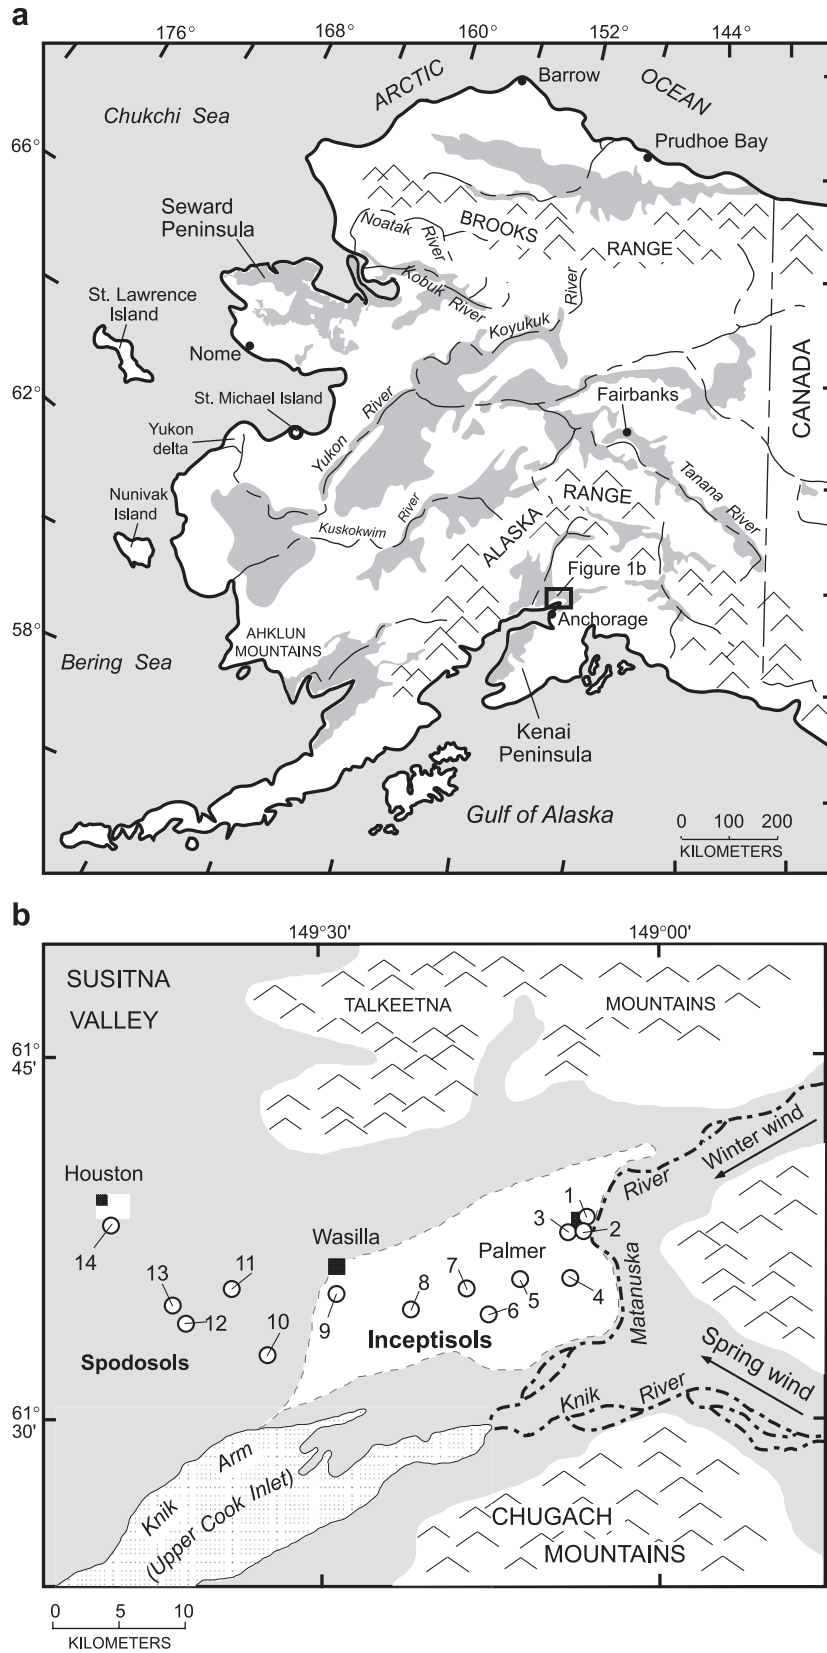 a
176°
168°
160°
152°
144°
ARCTIC
OCEAN
Barrow
Chukchi Sea
66°
Prudhoe Bay
Seward
Peninsula
Noatak
River
BROOKS
RANGE
Kobuk River
River
St. Lawrence
Island
Koyukuk
Nome
CANADA
62°
St. Michael Island
River
Fairbanks
Yukon
delta
Yukon
Tanana River
Nunivak
Island
RANGE
River
Kuskokwim
ALASKA
Figure 1b
58°
AHKLUN
MOUNTAINS
Anchorage
Bering Sea
Kenai
Peninsula
Gulf of Alaska
0 100 200
KILOMETERS
b
149°30'
149°00'
SUSITNA
VALLEY
TALKEETNA
MOUNTAINS
61°
45'
Winter wind
Houston
River
1
3
2
Wasilla
14
Palmer
13
11
7
8
5
4
Matanuska
12
10
9
6
Inceptisols
Spodosols
Spring wind
River
Knik
61°
30'
Arm
Knik
(Upper Cook Inlet)
CHUGACH
MOUNTAINS
0 5 10
KILOMETERS